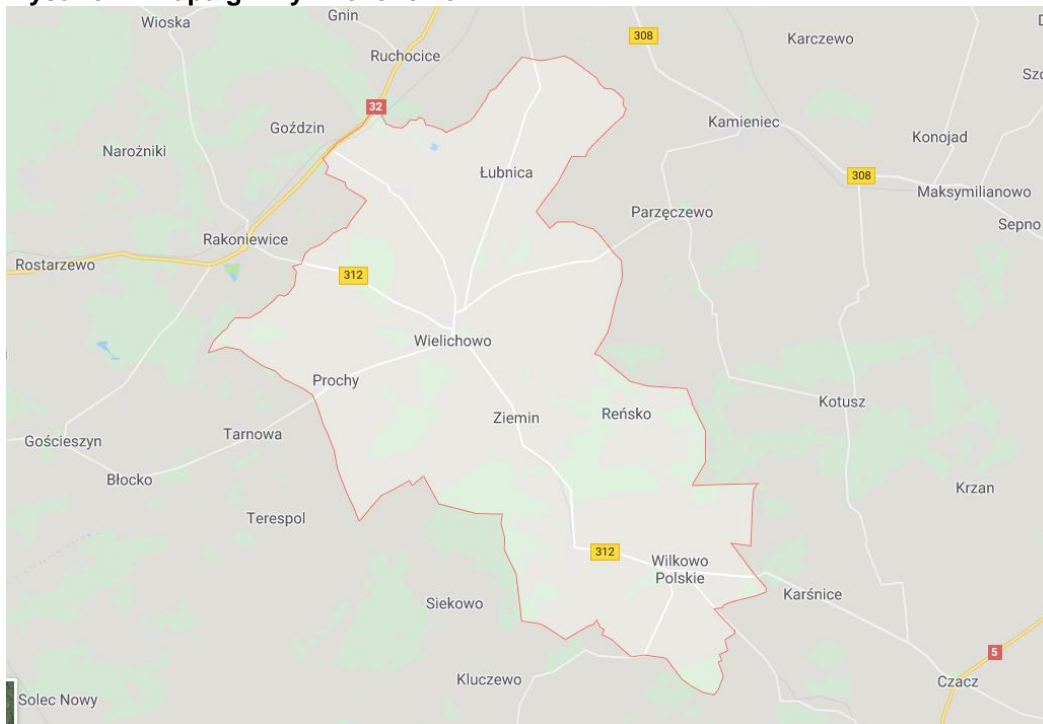 Wioska
Gnin
308
Karczewo
Ruchocice
32
Goździn
Kamieniec
Narożniki
Konojad
Łubnica
308
Maksymilianowo
Parzęczewo
Sepno
Rakoniewice
Rostarzewo
312
Wielichowo
Prochy
Ziemin
Reńsko
Kotusz
Tarnowa
Gościeszyn
Błocko
Krzan
Terespol
312
Wilkowo
Polskie
Karśnice
Siekowo
5
Kluczewo
Czacz
Solec Nowy